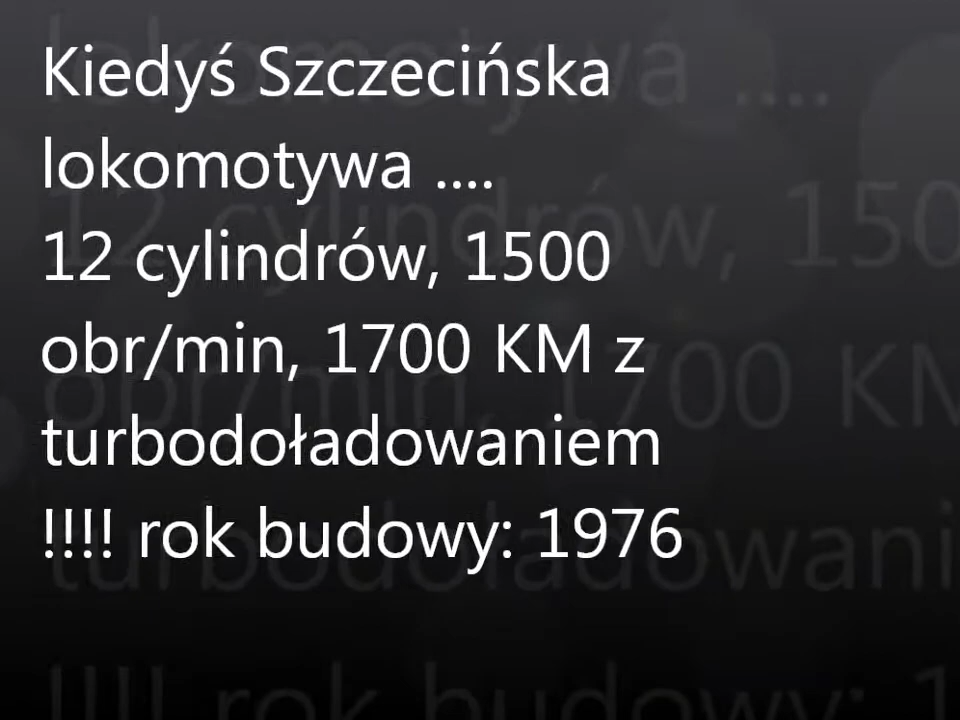 Kiedyś Szczecińska
lokomotywa ....
12 cylindrów, 1500
obr/min, 1700 KM z
turbodoładowaniem
!!!! rok budowy: 1976